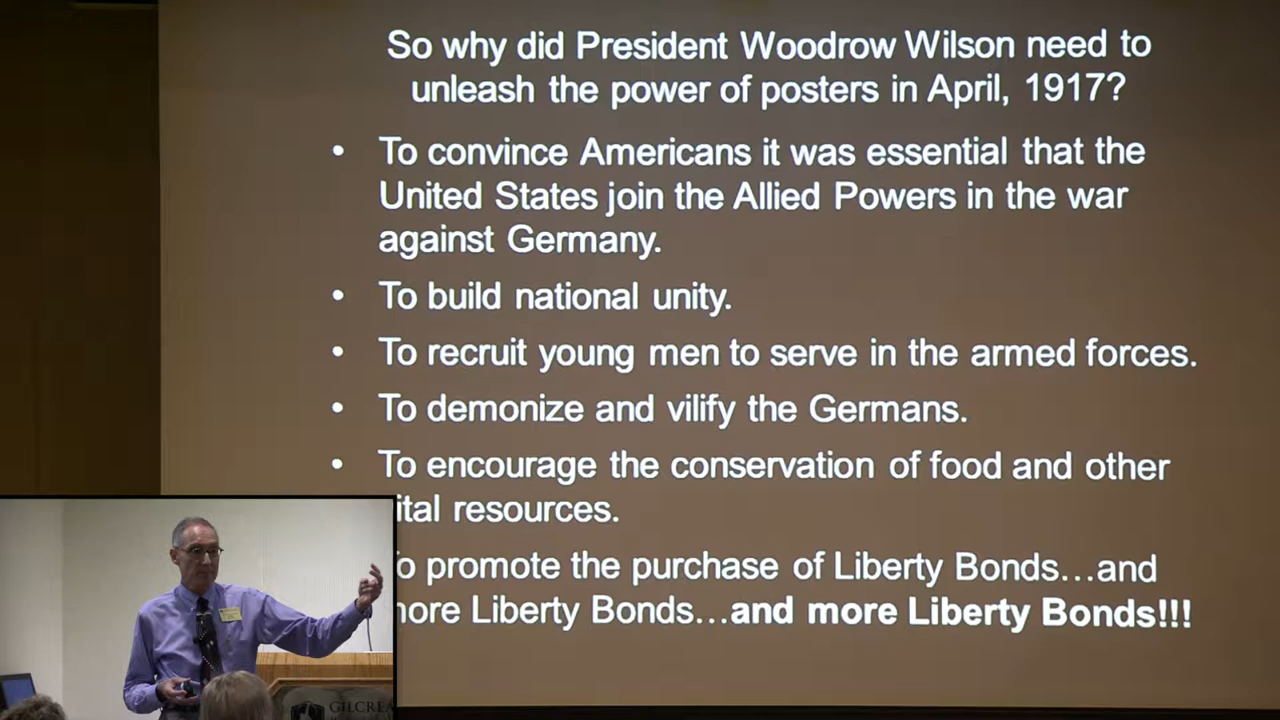 So why did President Woodrow Wilson need to
unleash the power of posters in April, 1917?
• To convince Americans it was essential that the
United States join the Allied Powers in the war
against Germany.
• To build national unity.
• To recruit young men to serve in the armed forces.
• To demonize and vilify the Germans.
• To encourage the conservation of food and other
ital resources.
o promote the purchase of Liberty Bonds…and
more Liberty Bonds…and more Liberty Bonds!!!
GILCREA